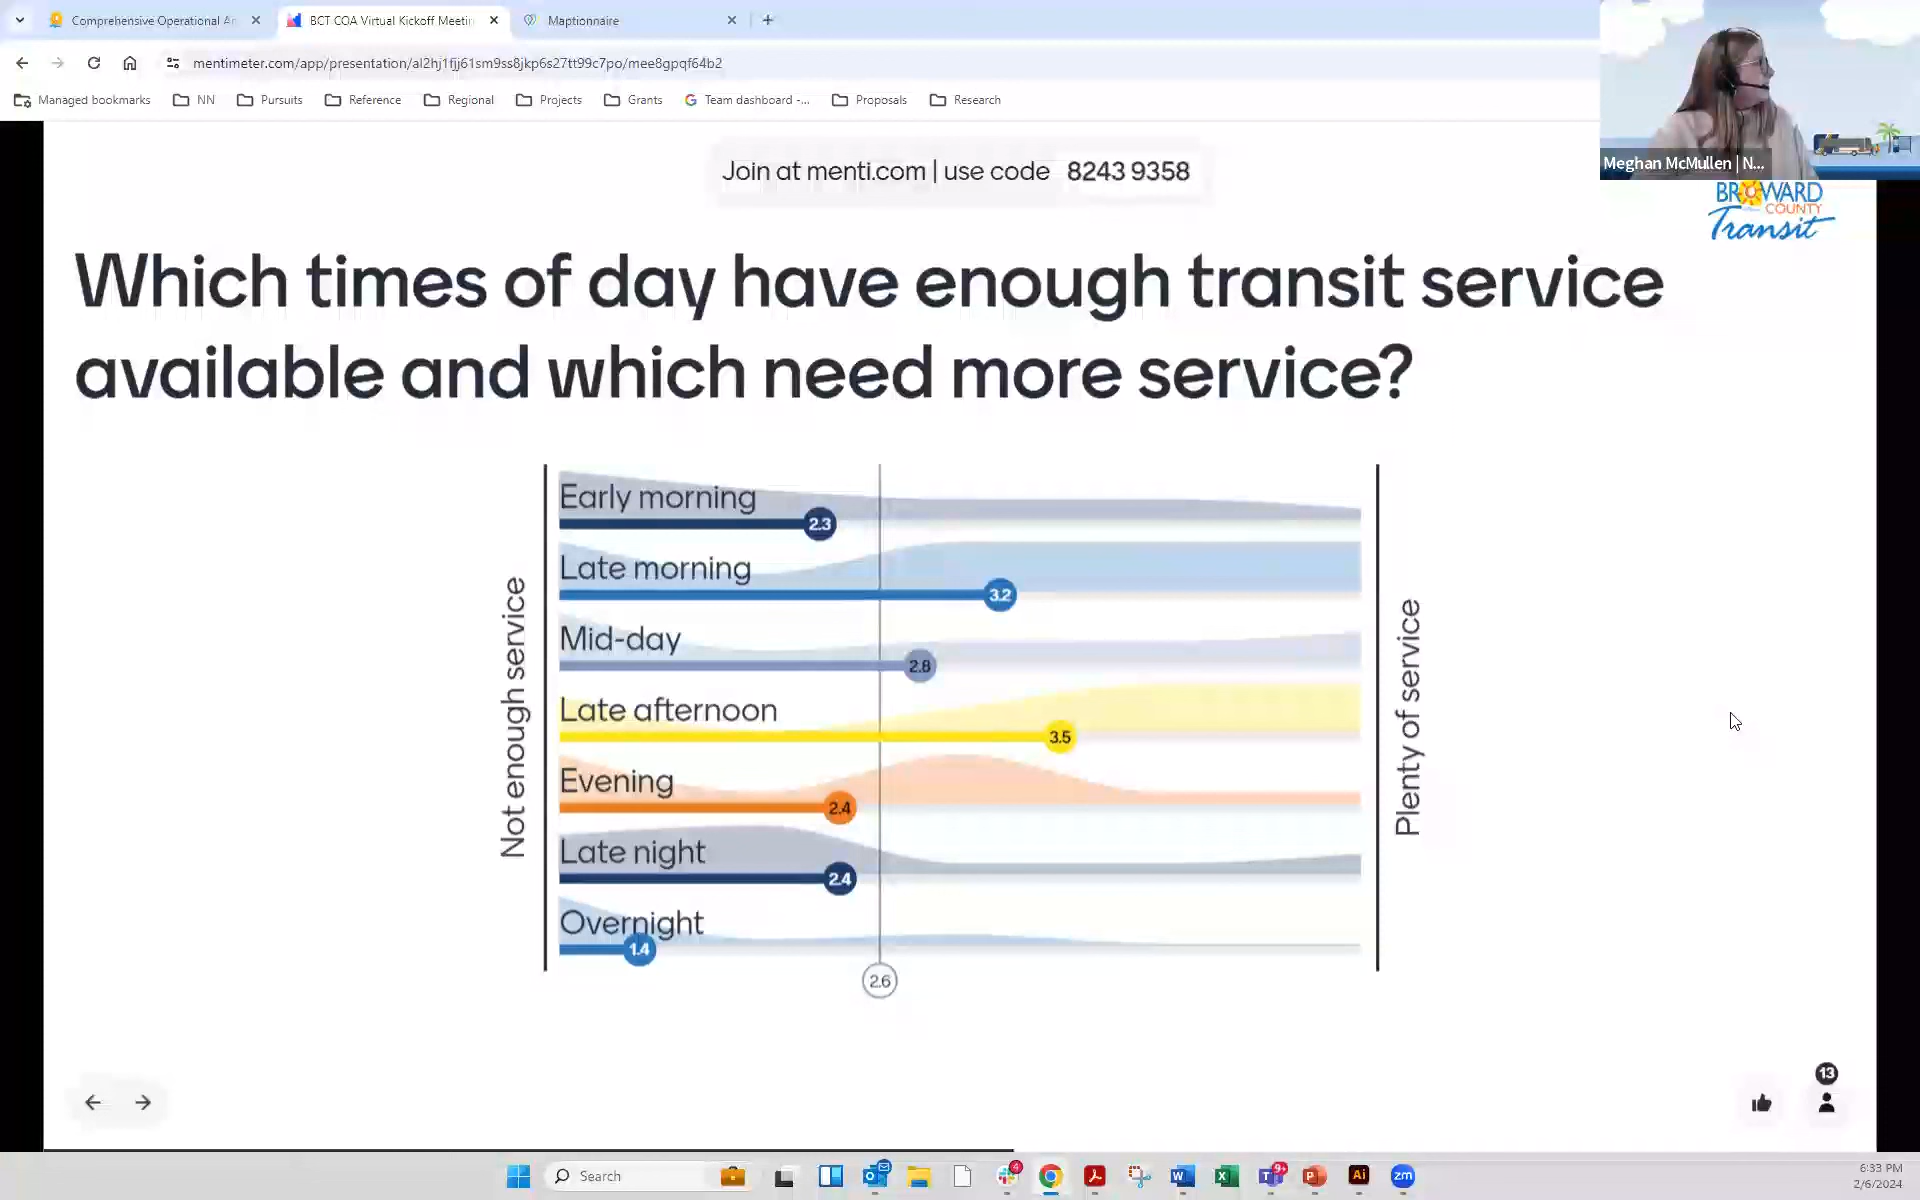 Comprehensive Operational An
BCT COA Virtual Kickoff Meetin
Maptionnaire
mentimeter.com/app/presentation/al2hj1fjj61sm9ss8jkp6s27tt99c7po/mee8gpqf64b2
Managed bookmarks
NN
Pursuits
Reference
Regional
Projects
Grants
Team dashboard -...
Proposals
Research
Meghan McMullen | N...
Join at menti.com | use code 8243 9358
BROWARD
COUNTY
Transit
Which times of day have enough transit service
available and which need more service?
Not enough service
Early morning
2.3
Late morning
3.2
Mid-day
2.8
Late afternoon
3.5
Evening
2.4
Late night
2.4
Overnight
1.4
2.6
Plenty of service
13
Search
4
9+
Ai
zm
6:33 PM
2/6/2024